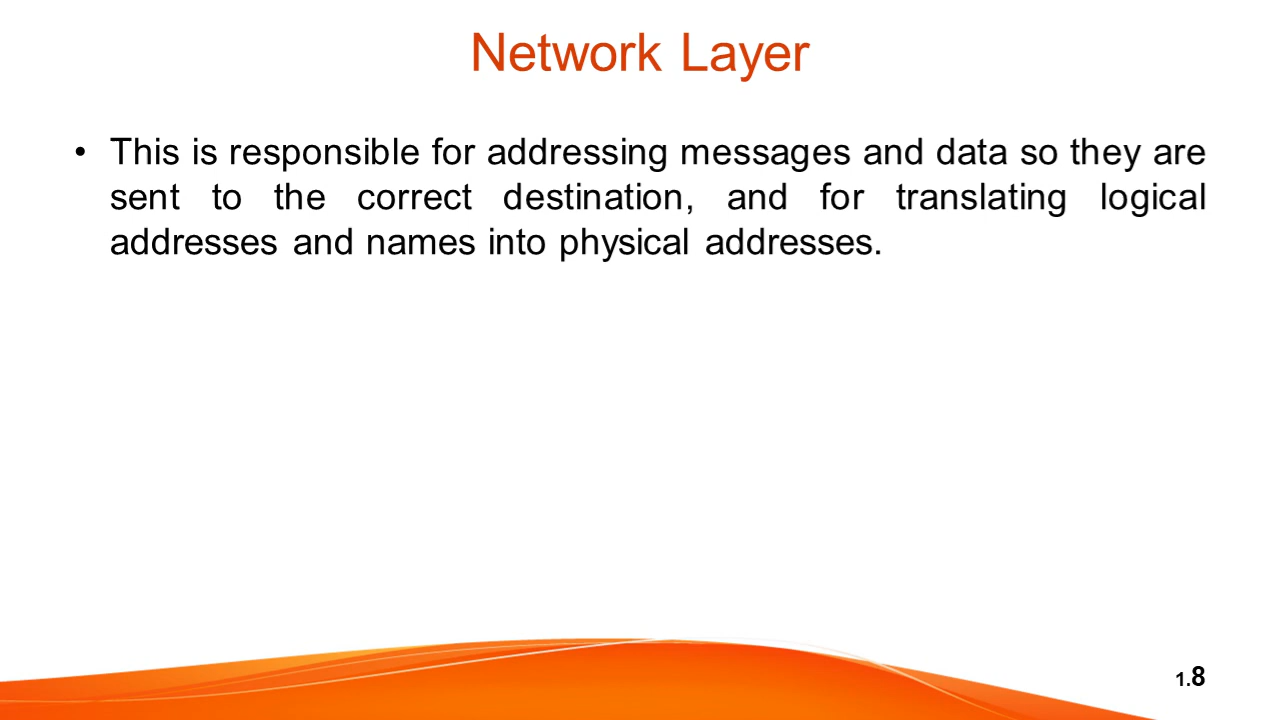 Network Layer
• This is responsible for addressing messages and data so they are
sent to the correct destination, and for translating logical
addresses and names into physical addresses.
1.8